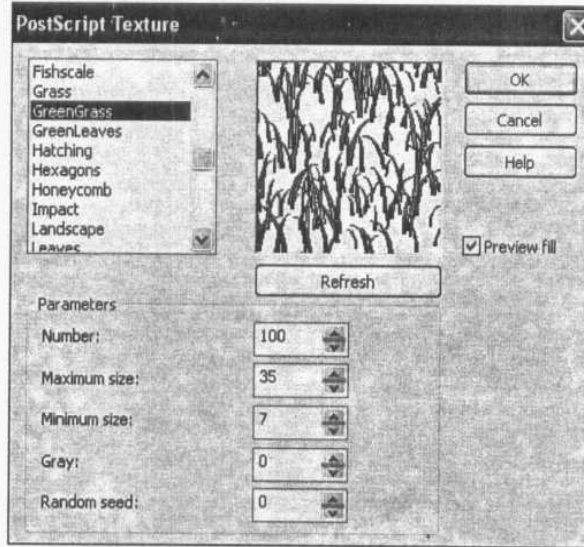 PostScript Texture
Fishscale
Grass
GreenGrass
GreenLeaves
Hatching
Hexagons
Honeycomb
Impact
Landscape
Leaves
OK
Cancel
Help
Preview fill
Refresh
Parameters
Number: 100
Maximum size: 35
Minimum size: 7
Gray: 0
Random seed: 0